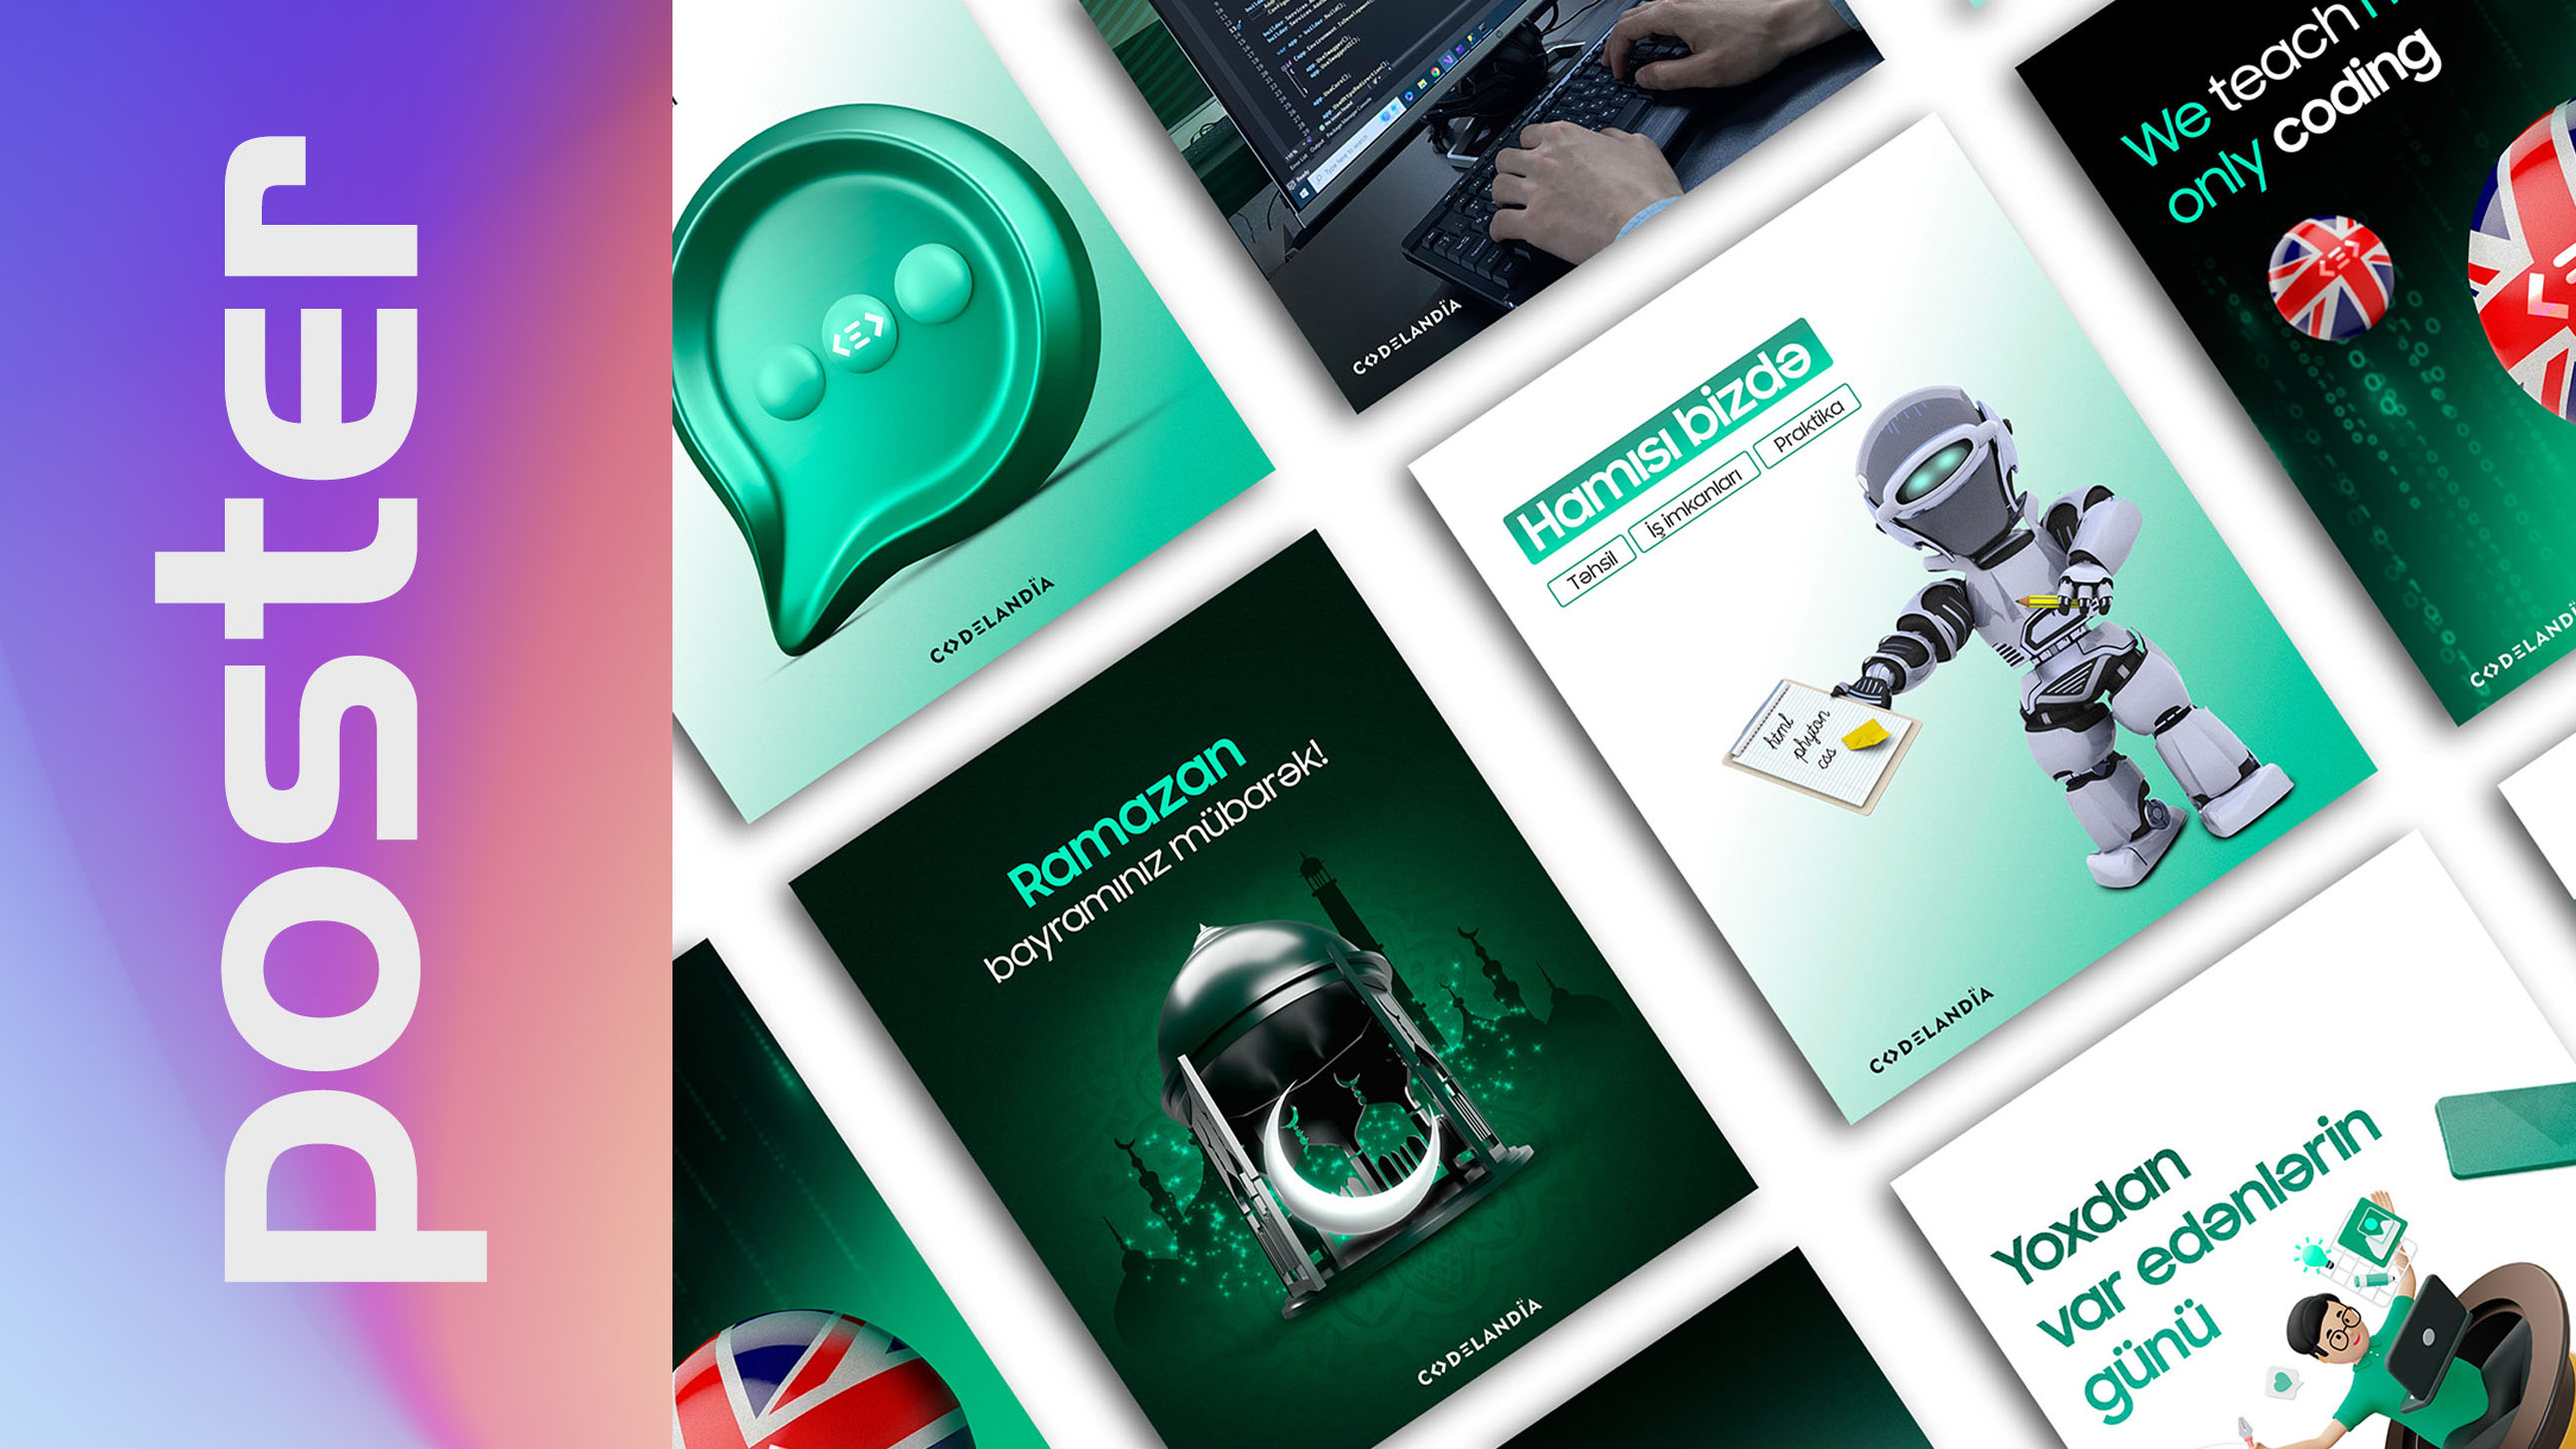 poster
CODELANDİA
CODELANDİA
We teach
only coding
CODELANDİA
Hamısı bizdə
Təhsil
İş imkanları
Praktika
html
phyton
css
CODELANDİA
Ramazan
bayramınız mübarək!
CODELANDİA
Yoxdan
var edənlərin
günü